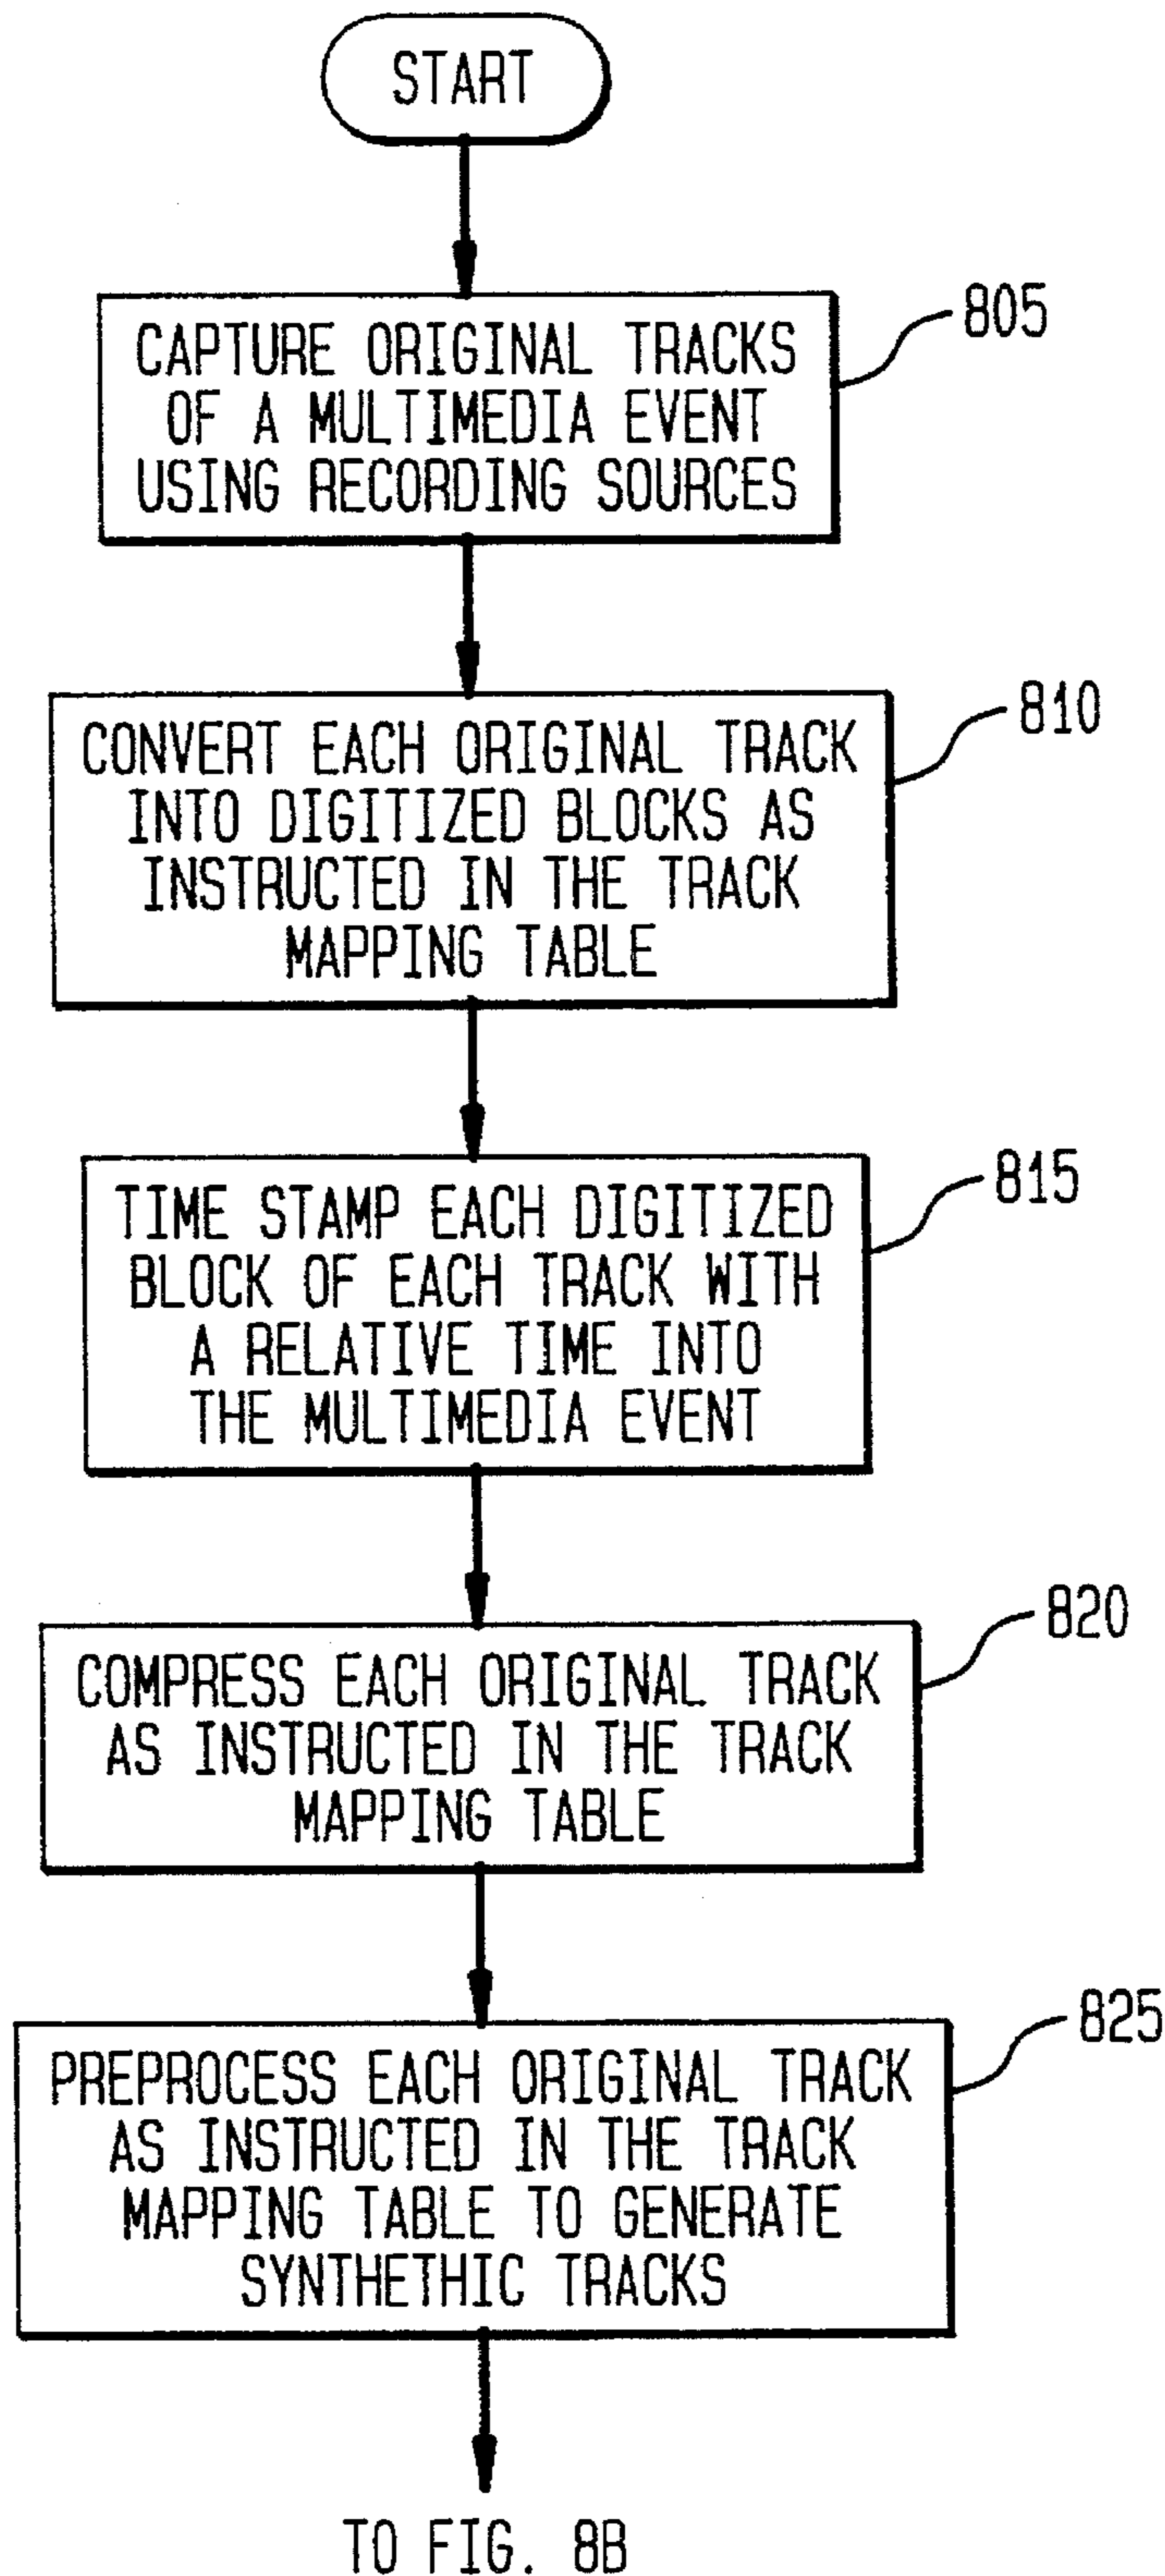 START
CAPTURE ORIGINAL TRACKS
OF A MULTIMEDIA EVENT
USING RECORDING SOURCES
805
CONVERT EACH ORIGINAL TRACK
INTO DIGITIZED BLOCKS AS
INSTRUCTED IN THE TRACK
MAPPING TABLE
810
TIME STAMP EACH DIGITIZED
BLOCK OF EACH TRACK WITH
A RELATIVE TIME INTO
THE MULTIMEDIA EVENT
815
COMPRESS EACH ORIGINAL TRACK
AS INSTRUCTED IN THE TRACK
MAPPING TABLE
820
PREPROCESS EACH ORIGINAL TRACK
AS INSTRUCTED IN THE TRACK
MAPPING TABLE TO GENERATE
SYNTHETHIC TRACKS
825
TO FIG. 8B